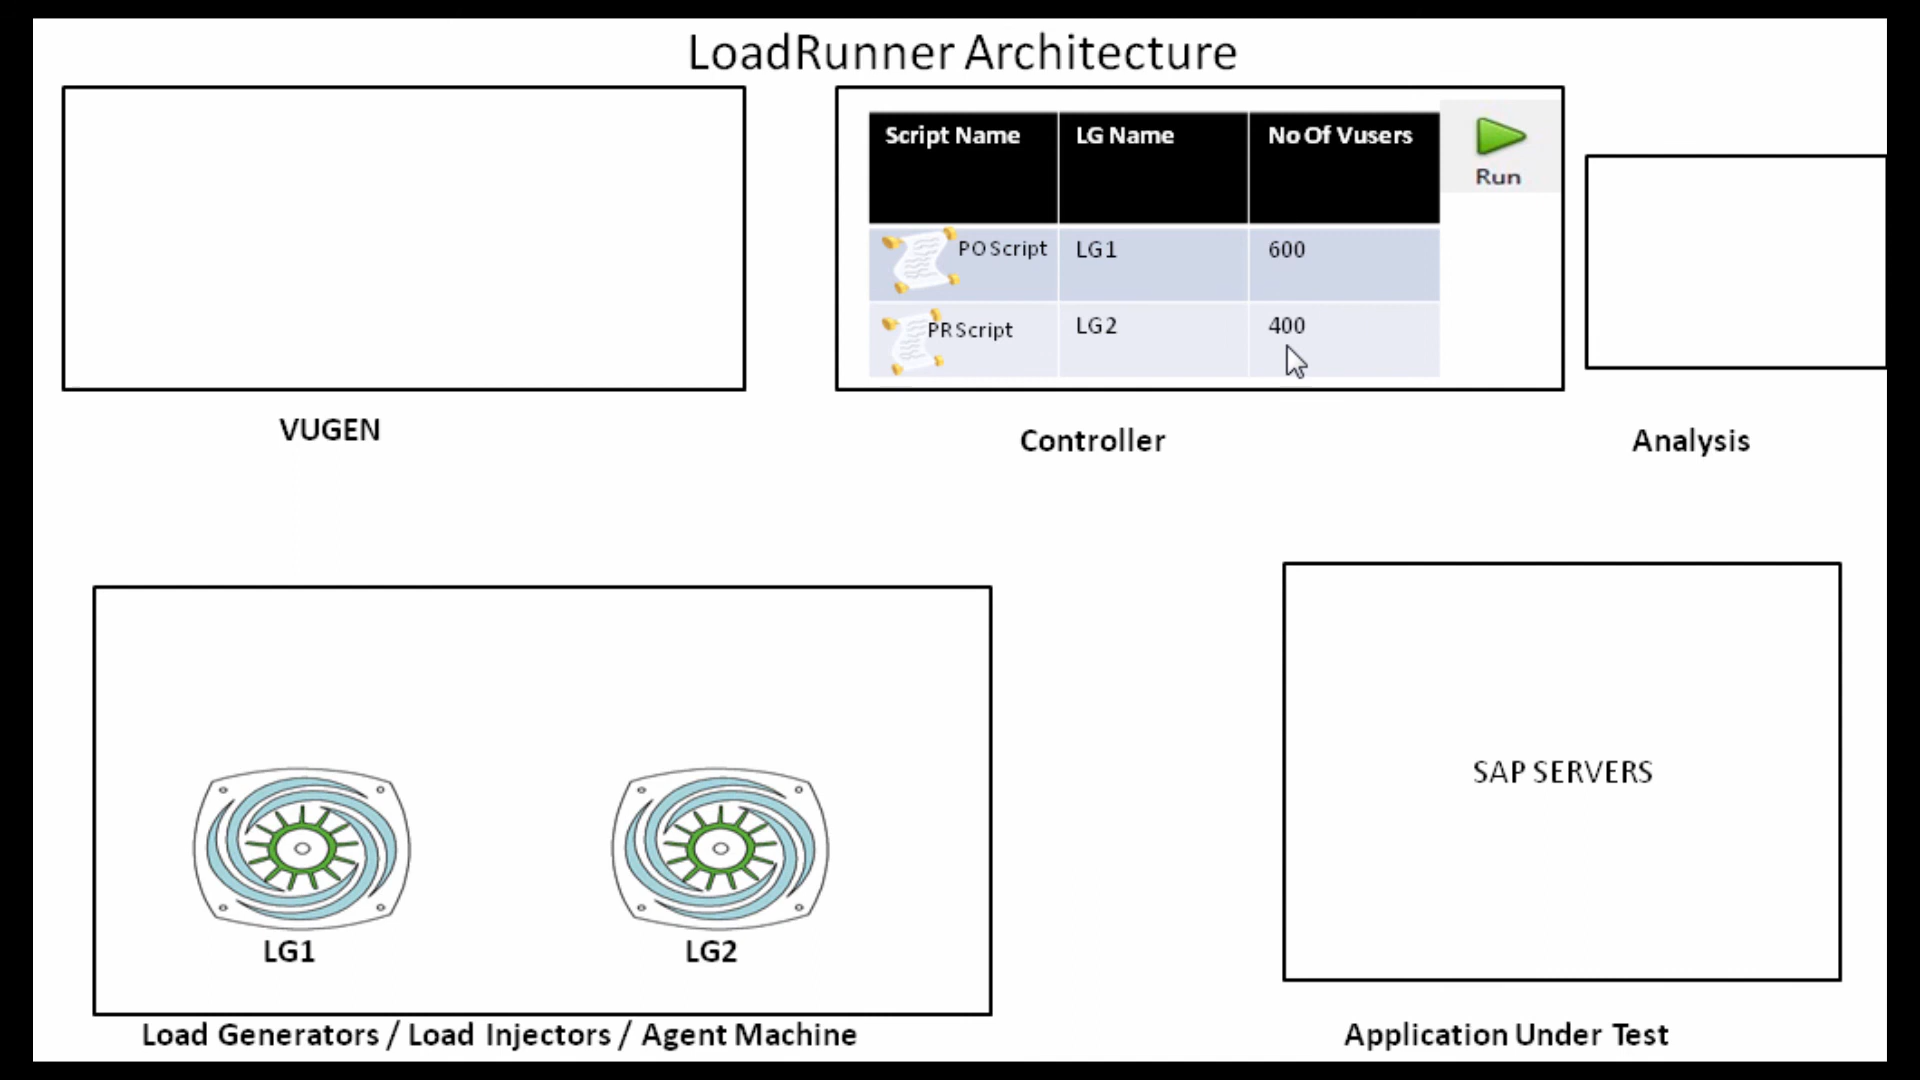 LoadRunner Architecture
Script Name
LG Name
No Of Vusers
Run
PO Script
LG1
600
PR Script
LG2
400
VUGEN
Controller
Analysis
SAP SERVERS
LG1
LG2
Load Generators / Load Injectors / Agent Machine
Application Under Test